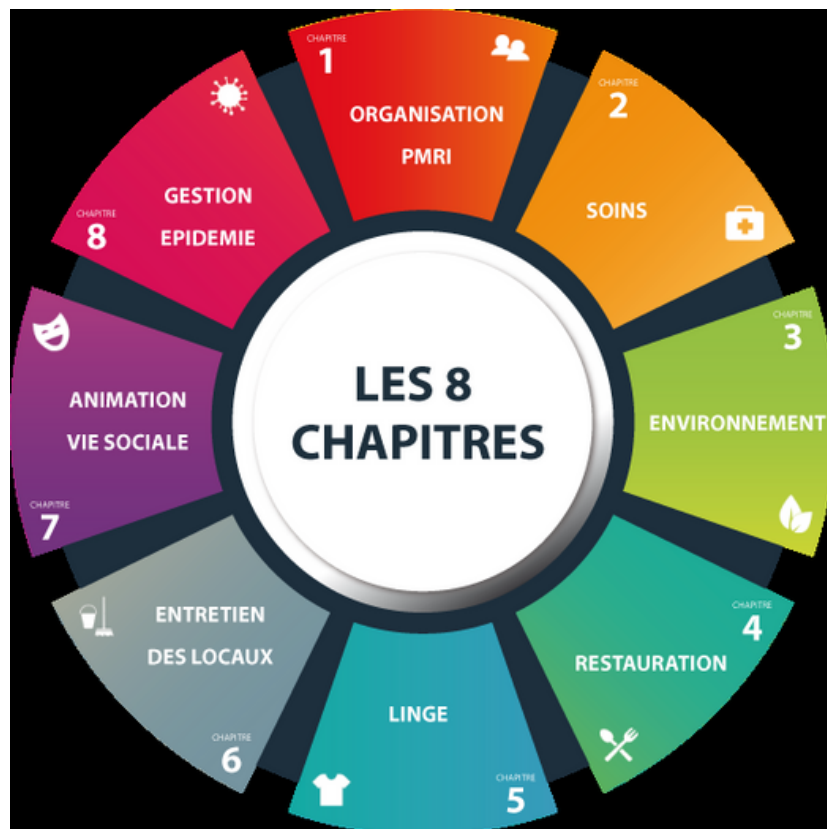 LES 8
CHAPITRES
CHAPITRE
1
ORGANISATION
PMRI
CHAPITRE
2
SOINS
CHAPITRE
3
ENVIRONNEMENT
CHAPITRE
4
RESTAURATION
LINGE
CHAPITRE
5
ENTRETIEN
DES LOCAUX
CHAPITRE
6
ANIMATION
VIE SOCIALE
CHAPITRE
7
GESTION
EPIDEMIE
CHAPITRE
8